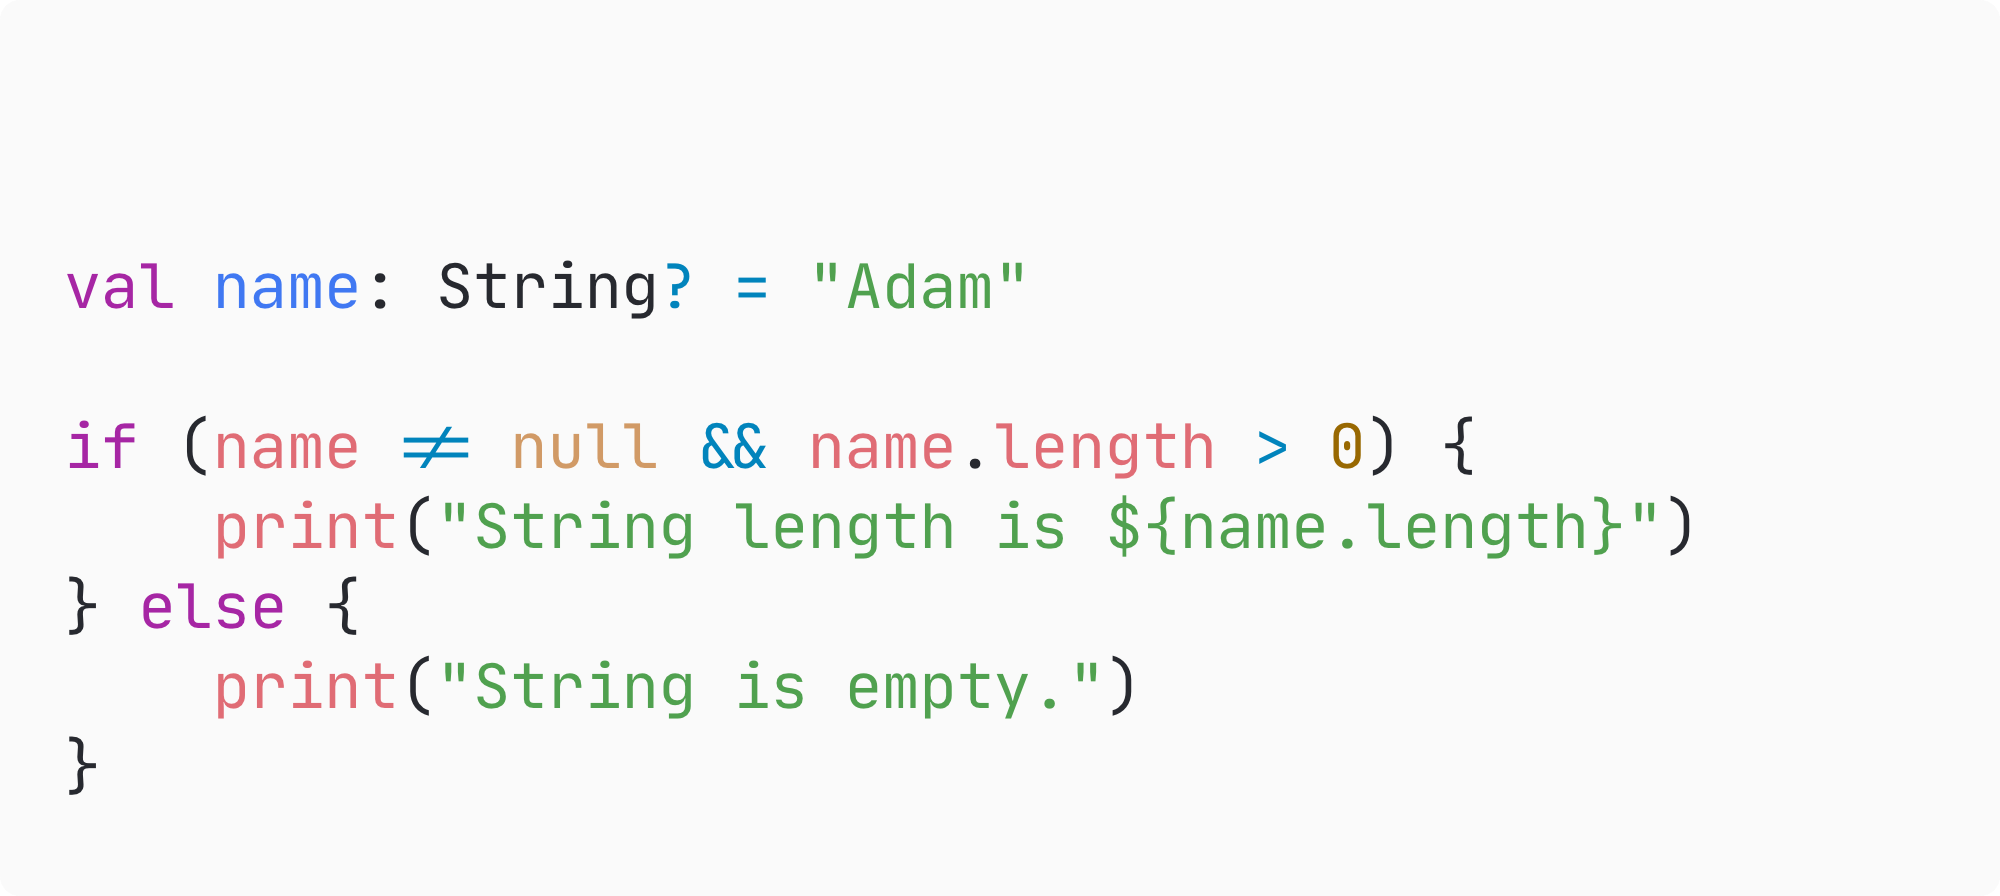 val name: String? = "Adam"
if (name != null && name.length > 0) {
    print("String length is ${name.length}")
} else {
    print("String is empty.")
}